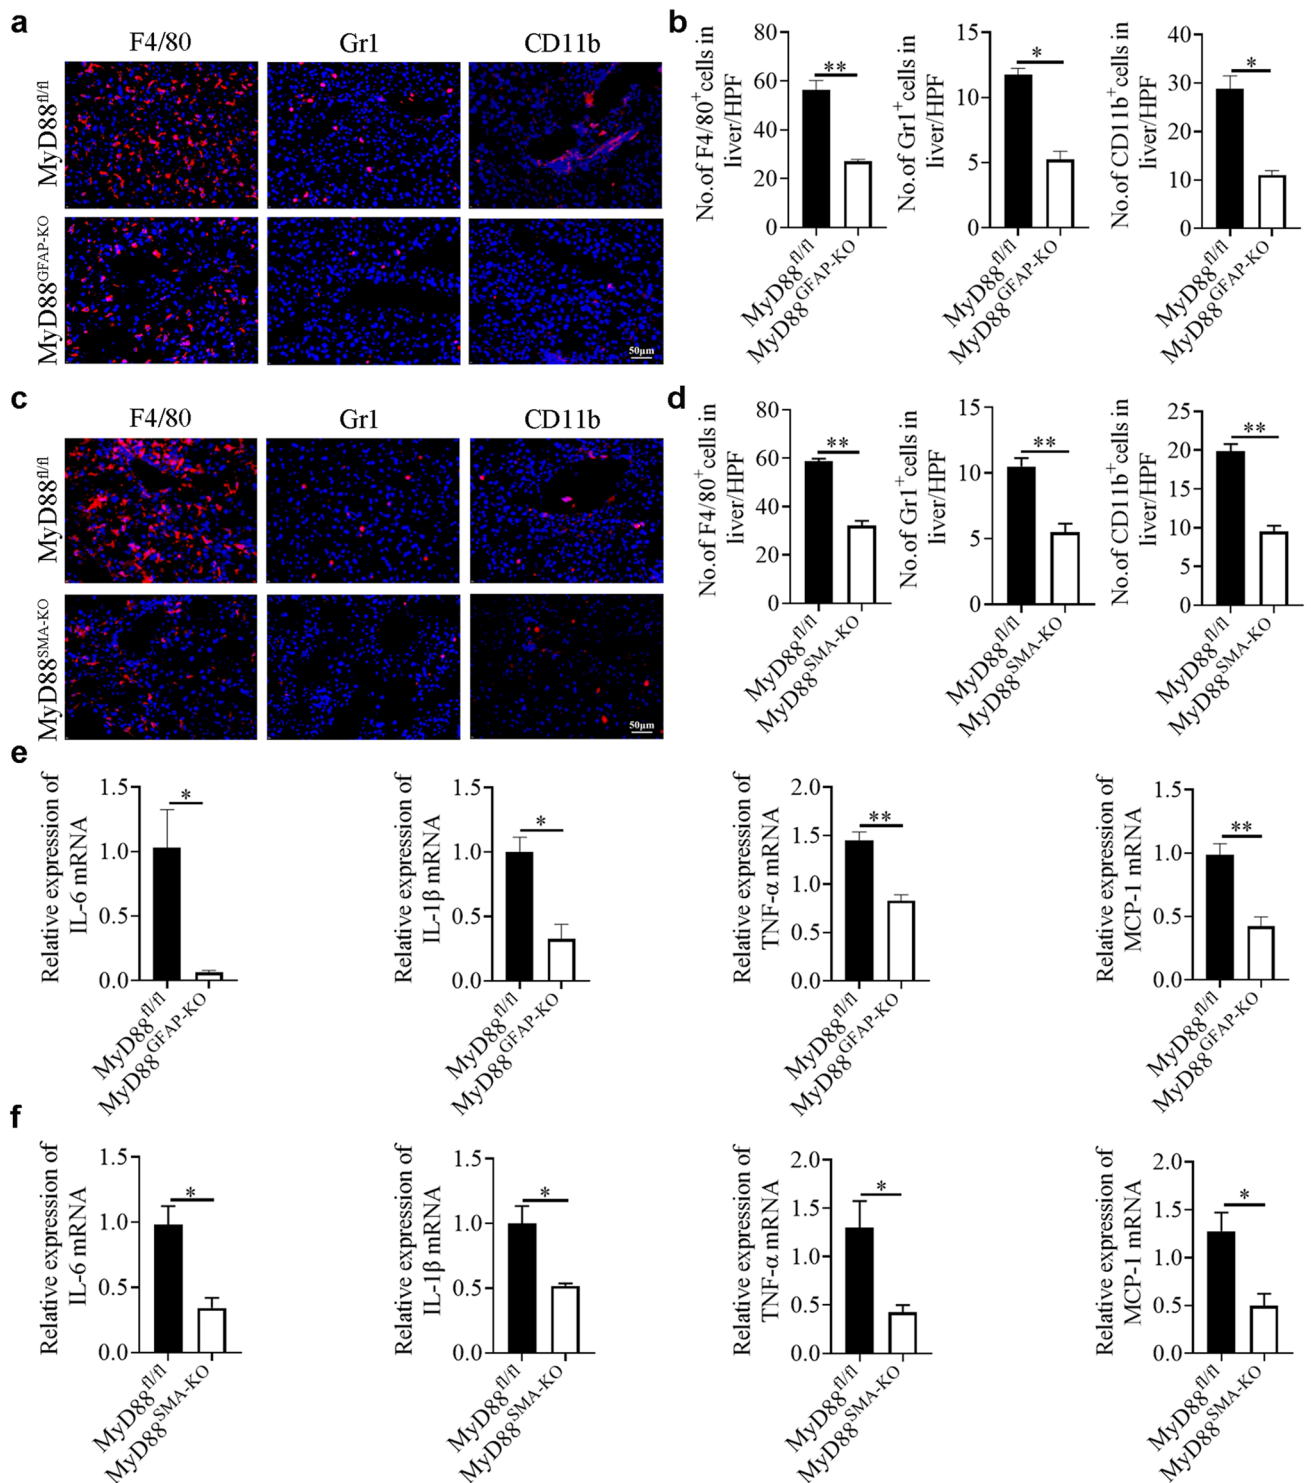 a
F4/80 Gr1 CD11b
MyD88fl/fl
MyD88GFAP-KO
50μm
b
No.of F4/80+cells in
liver/HPF
80
60
40
20
0
MyD88fl/fl
MyD88GFAP-KO
**
No.of Gr1+cells in
liver/HPF
15
10
5
0
MyD88fl/fl
MyD88GFAP-KO
*
No.of CD11b+cells in
liver/HPF
40
30
20
10
0
MyD88fl/fl
MyD88GFAP-KO
*
c
F4/80 Gr1 CD11b
MyD88fl/fl
MyD88SMA-KO
50μm
d
No.of F4/80+cells in
liver/HPF
80
60
40
20
0
MyD88fl/fl
MyD88SMA-KO
**
No.of Gr1+cells in
liver/HPF
15
10
5
0
MyD88fl/fl
MyD88SMA-KO
**
No.of CD11b+cells in
liver/HPF
25
20
15
10
5
0
MyD88fl/fl
MyD88SMA-KO
**
e
Relative expression of
IL-6 mRNA
1.5
1.0
0.5
0.0
MyD88fl/fl
MyD88GFAP-KO
*
Relative expression of
IL-1β mRNA
1.5
1.0
0.5
0.0
MyD88fl/fl
MyD88GFAP-KO
*
Relative expression of
TNF-α mRNA
2.0
1.5
1.0
0.5
0.0
MyD88fl/fl
MyD88GFAP-KO
**
Relative expression of
MCP-1 mRNA
1.5
1.0
0.5
0.0
MyD88fl/fl
MyD88GFAP-KO
**
f
Relative expression of
IL-6 mRNA
1.5
1.0
0.5
0.0
MyD88fl/fl
MyD88SMA-KO
*
Relative expression of
IL-1β mRNA
1.5
1.0
0.5
0.0
MyD88fl/fl
MyD88SMA-KO
*
Relative expression of
TNF-α mRNA
2.0
1.5
1.0
0.5
0.0
MyD88fl/fl
MyD88SMA-KO
*
Relative expression of
MCP-1 mRNA
2.0
1.5
1.0
0.5
0.0
MyD88fl/fl
MyD88SMA-KO
*